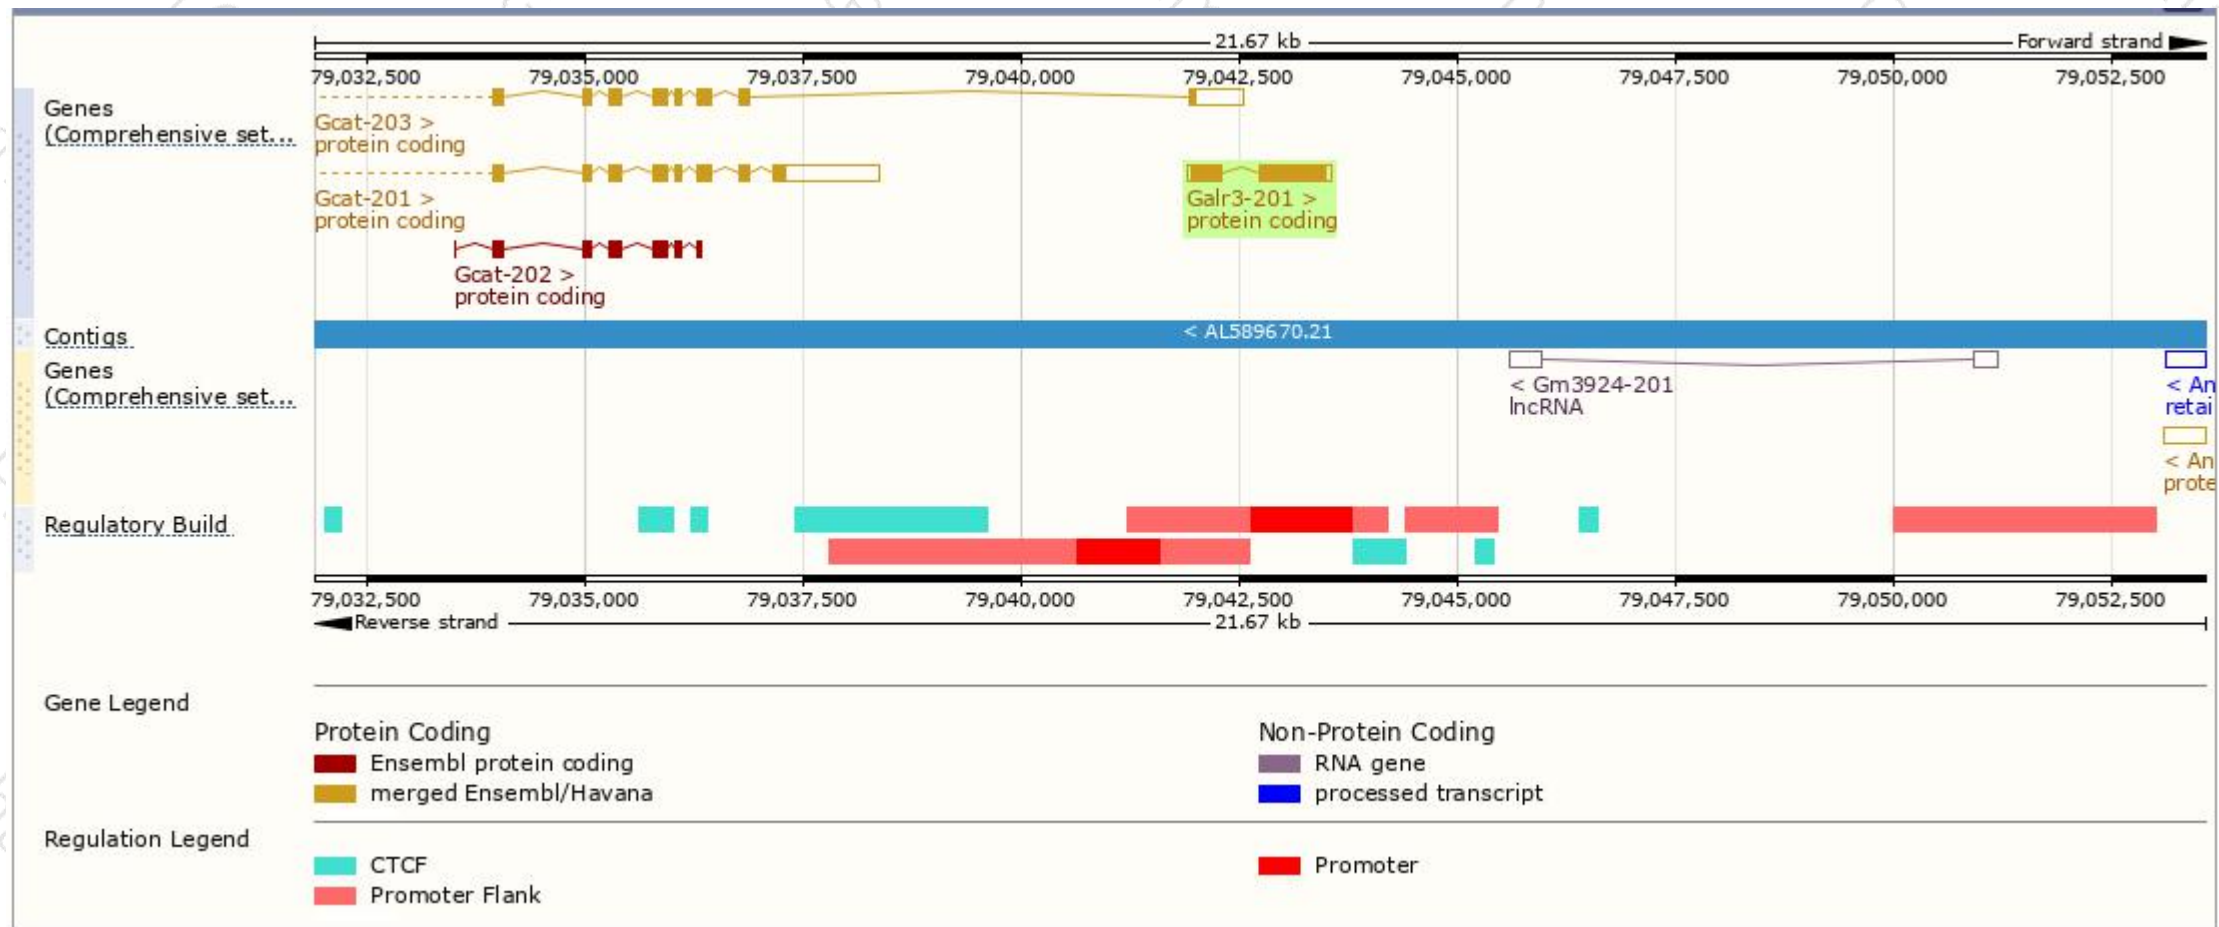 21.67 kb
Forward strand
79,032,500 79,035,000 79,037,500 79,040,000 79,042,500 79,045,000 79,047,500 79,050,000 79,052,500
Genes
(Comprehensive set...
Gcat-203 >
protein coding
Gcat-201 >
protein coding
Galr3-201 >
protein coding
Gcat-202 >
protein coding
Contigs
< AL589670.21
Genes
(Comprehensive set...
< Gm3924-201
lncRNA
< An
retai
< An
prote
Regulatory Build
79,032,500 79,035,000 79,037,500 79,040,000 79,042,500 79,045,000 79,047,500 79,050,000 79,052,500
Reverse strand
21.67 kb
Gene Legend
Protein Coding
Ensembl protein coding
merged Ensembl/Havana
Non-Protein Coding
RNA gene
processed transcript
Regulation Legend
CTCF
Promoter Flank
Promoter